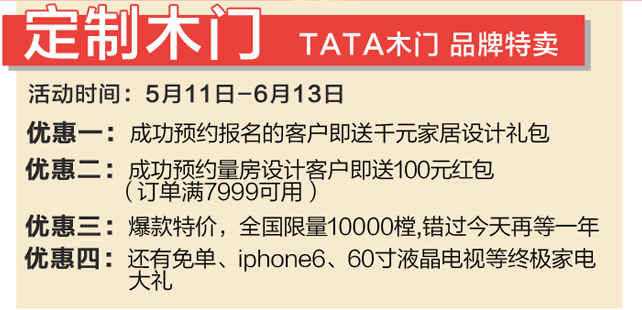 定制木门 TATA木门 品牌特卖
活动时间：5月11日-6月13日
优惠一：成功预约报名的客户即送千元家居设计礼包
优惠二：成功预约量房设计客户即送100元红包
（订单满7999可用）
优惠三：爆款特价，全国限量10000樘,错过今天再等一年
优惠四：还有免单、iphone6、60寸液晶电视等终极家电
大礼